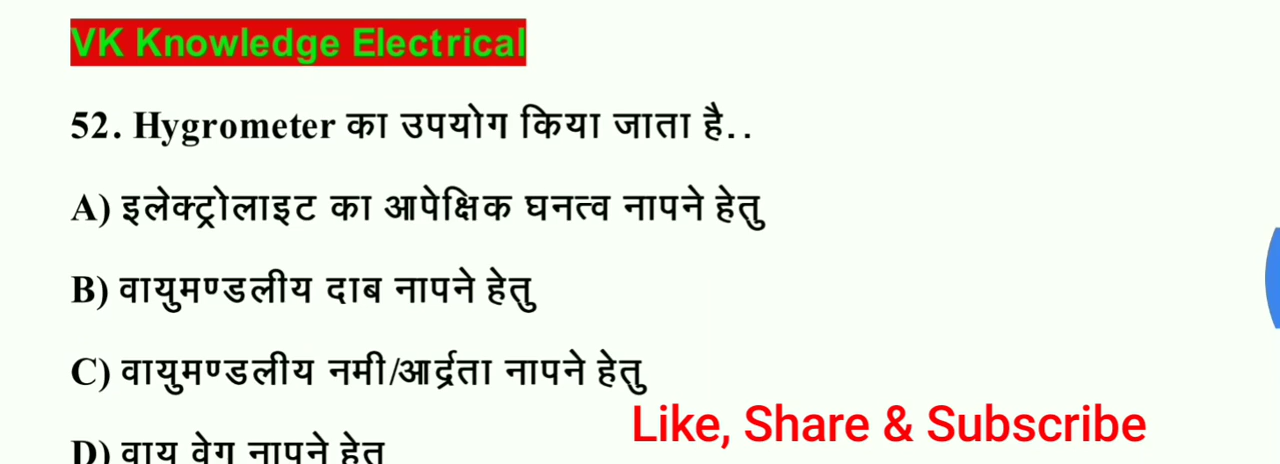 VK Knowledge Electrical
52. Hygrometer का उपयोग किया जाता है..
A) इलेक्ट्रोलाइट का आपेक्षिक घनत्व नापने हेतु
B) वायुमण्डलीय दाब नापने हेतु
C) वायुमण्डलीय नमी/आर्द्रता नापने हेतु
Like, Share & Subscribe
D) वायु वेग नापने हेतु